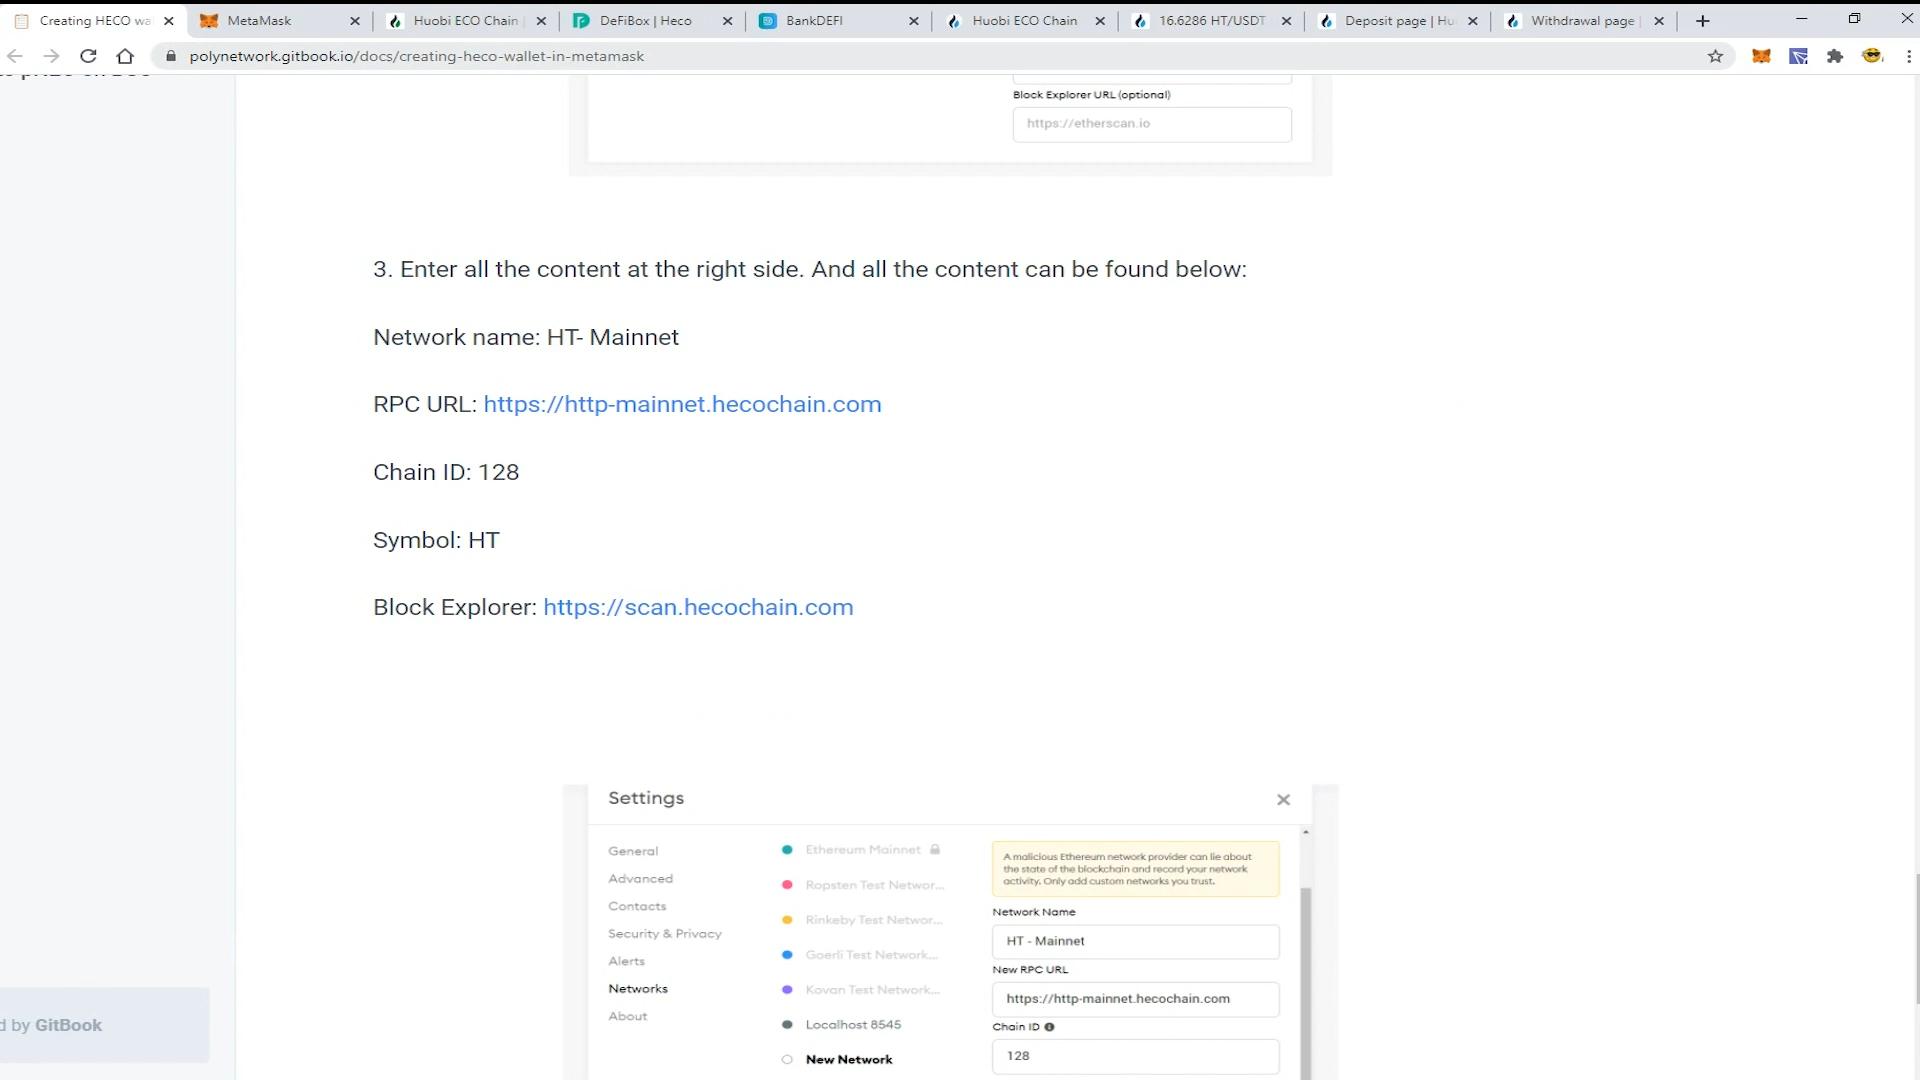 Creating HECO wa
MetaMask
Huobi ECO Chain
DeFiBox | Heco
BankDEFI
Huobi ECO Chain
16.6286 HT/USDT
Deposit page | Hu
Withdrawal page |
polynetwork.gitbook.io/docs/creating-heco-wallet-in-metamask
Block Explorer URL (optional)
https://etherscan.io
3. Enter all the content at the right side. And all the content can be found below:
Network name: HT- Mainnet
RPC URL: https://http-mainnet.hecochain.com
Chain ID: 128
Symbol: HT
Block Explorer: https://scan.hecochain.com
Settings
General
Advanced
Contacts
Security & Privacy
Alerts
Networks
About
Ethereum Mainnet
Ropsten Test Networ...
Rinkeby Test Networ...
Goerli Test Network...
Kovan Test Network...
Localhost 8545
New Network
A malicious Ethereum network provider can lie about
the state of the blockchain and record your network
activity. Only add custom networks you trust.
Network Name
HT - Mainnet
New RPC URL
https://http-mainnet.hecochain.com
Chain ID
128
d by GitBook